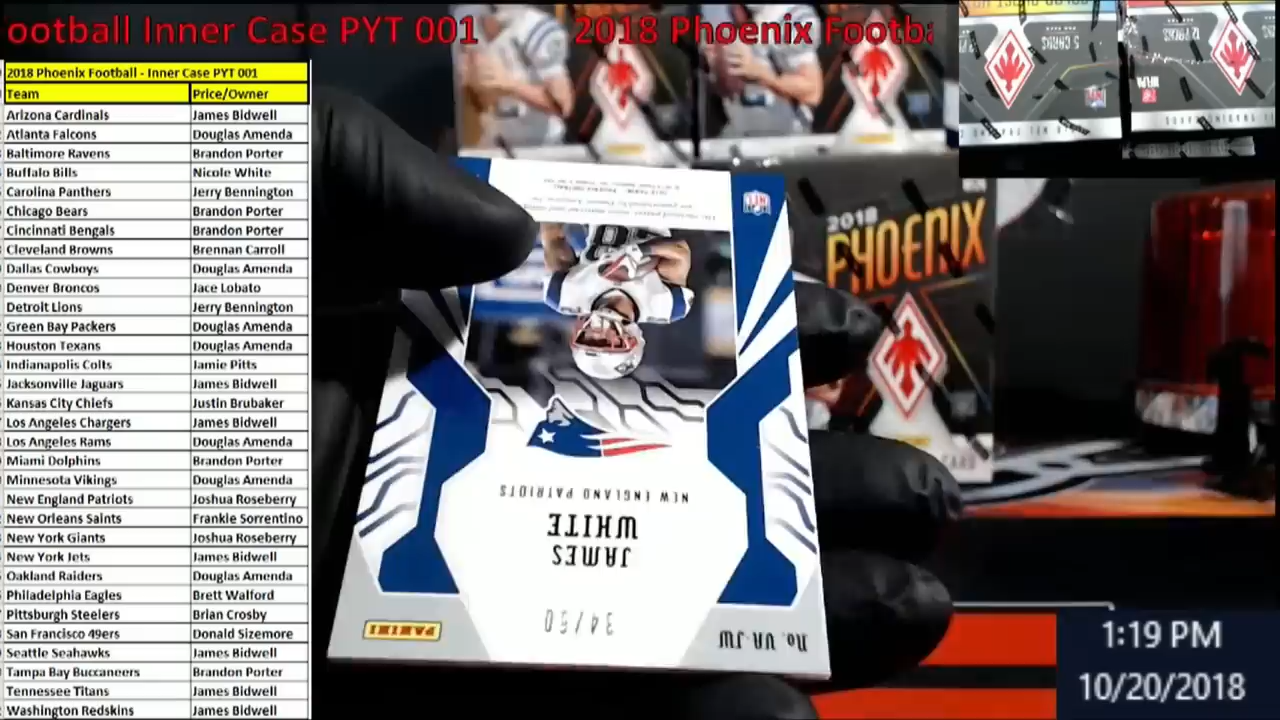 ootball Inner Case PYT 001
2018 Phoenix Footba
2018 Phoenix Football - Inner Case PYT 001
Team Price/Owner
Arizona Cardinals James Bidwell
Atlanta Falcons Douglas Amenda
Baltimore Ravens Brandon Porter
Buffalo Bills Nicole White
Carolina Panthers Jerry Bennington
Chicago Bears Brandon Porter
Cincinnati Bengals Brandon Porter
Cleveland Browns Brennan Carroll
Dallas Cowboys Douglas Amenda
Denver Broncos Jace Lobato
Detroit Lions Jerry Bennington
Green Bay Packers Douglas Amenda
Houston Texans Douglas Amenda
Indianapolis Colts Jamie Pitts
Jacksonville Jaguars James Bidwell
Kansas City Chiefs Justin Brubaker
Los Angeles Chargers James Bidwell
Los Angeles Rams Douglas Amenda
Miami Dolphins Brandon Porter
Minnesota Vikings Douglas Amenda
New England Patriots Joshua Roseberry
New Orleans Saints Frankie Sorrentino
New York Giants Joshua Roseberry
New York Jets James Bidwell
Oakland Raiders Douglas Amenda
Philadelphia Eagles Brett Walford
Pittsburgh Steelers Brian Crosby
San Francisco 49ers Donald Sizemore
Seattle Seahawks James Bidwell
Tampa Bay Buccaneers Brandon Porter
Tennessee Titans James Bidwell
Washington Redskins James Bidwell
5 CARDS
NFL
2018
PHOENIX
CARD
No. VA-JW
34/50
PANINI
JAMES
WHITE
NEW ENGLAND PATRIOTS
NFL
1:19 PM
10/20/2018